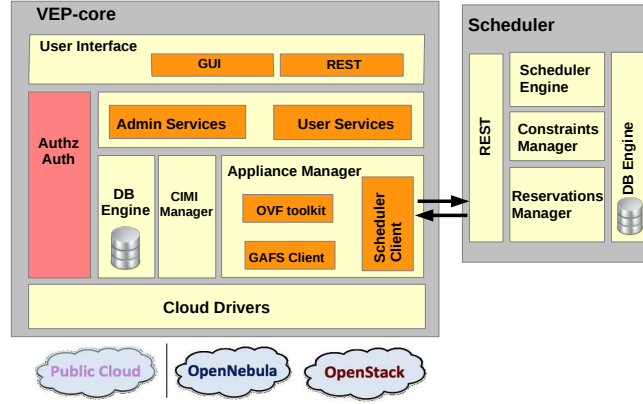 VEP-core
User Interface
GUI
REST
Authz
Auth
Admin Services
User Services
DB
Engine
CIMI
Manager
Appliance Manager
OVF toolkit
GAFS Client
Scheduler
Client
Cloud Drivers
Public Cloud
OpenNebula
OpenStack
Scheduler
REST
Scheduler
Engine
Constraints
Manager
Reservations
Manager
DB Engine